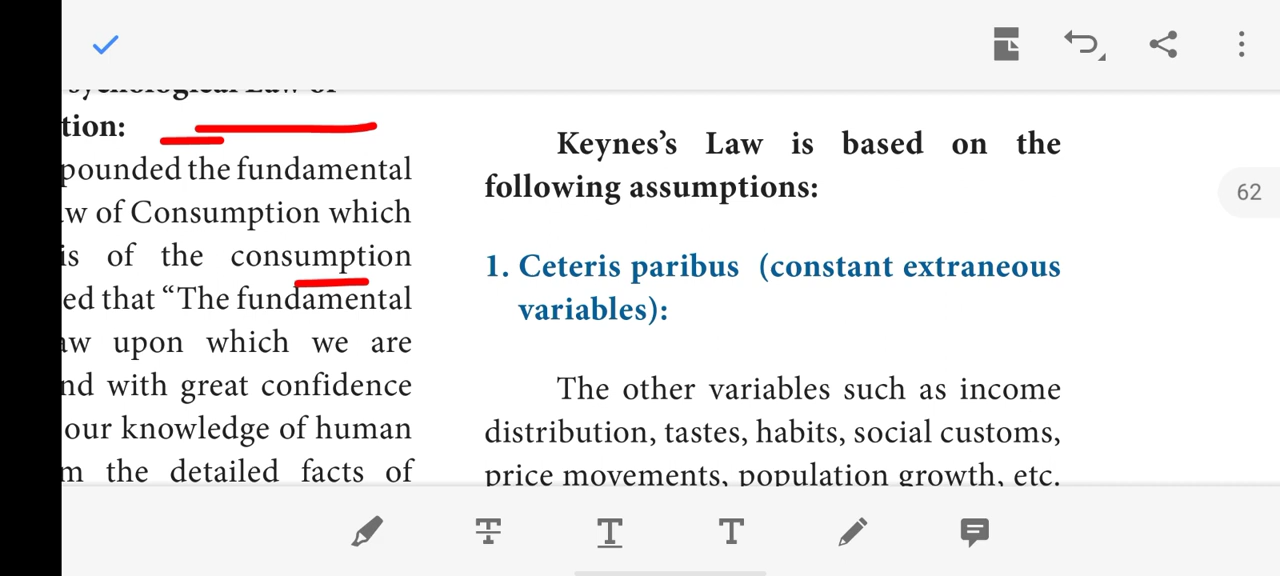 tion:
pounded the fundamental
w of Consumption which
is of the consumption
ed that “The fundamental
aw upon which we are
nd with great confidence
our knowledge of human
m the detailed facts of
Keynes’s Law is based on the
following assumptions:
1. Ceteris paribus (constant extraneous
variables):
The other variables such as income
distribution, tastes, habits, social customs,
price movements, population growth, etc.
62